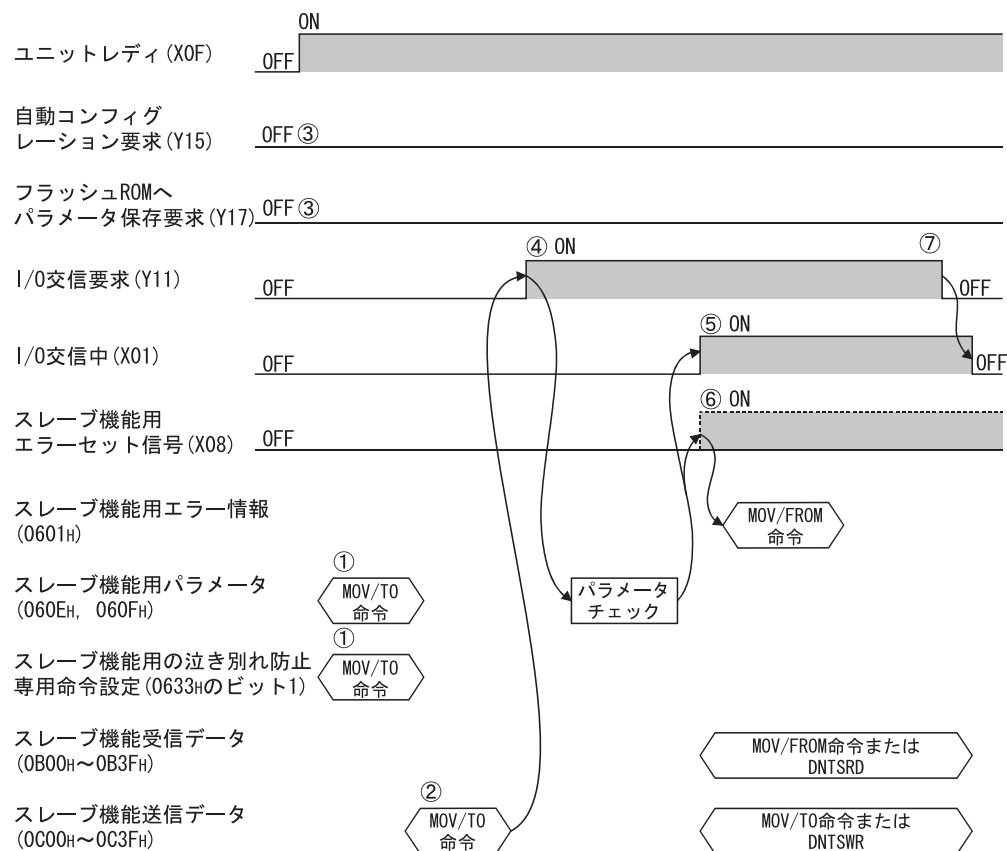 ON
ユニットレディ(X0F)
OFF
自動コンフィグ
レーション要求(Y15)
OFF③
フラッシュROMへ
パラメータ保存要求(Y17)
OFF③
④ ON
⑦
I/O交信要求(Y11)
OFF
OFF
⑤ ON
I/O交信中(X01)
OFF
OFF
⑥ ON
スレーブ機能用
エラーセット信号(X08)
OFF
スレーブ機能用エラー情報
(0601H)
MOV/FROM
命令
①
スレーブ機能用パラメータ
(060EH, 060FH)
MOV/TO
命令
パラメータ
チェック
①
スレーブ機能用の泣き別れ防止
専用命令設定(0633Hのビット1)
MOV/TO
命令
スレーブ機能受信データ
(0B00H~0B3FH)
MOV/FROM命令または
DNTSRD
②
スレーブ機能送信データ
(0C00H~0C3FH)
MOV/TO
命令
MOV/TO命令または
DNTSWR